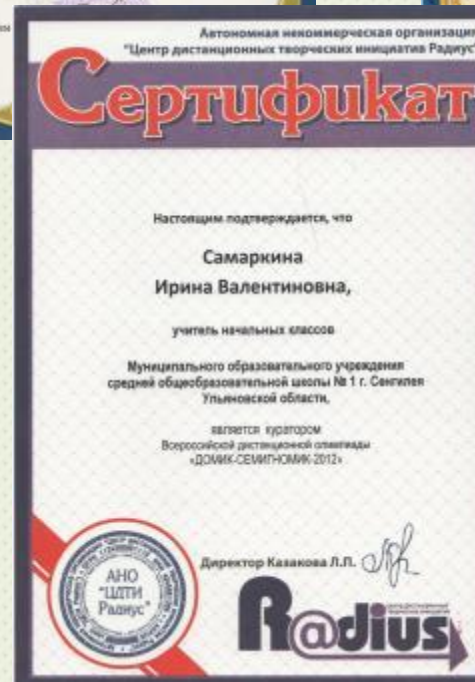 Автономная некоммерческая организация
"Центр дистанционных творческих инициатив Радиус"
Сертификат
Настоящим подтверждается, что
Самаркина
Ирина Валентиновна,
учитель начальных классов
Муниципального образовательного учреждения
средней общеобразовательной школы № 1 г. Сенгилея
Ульяновской области,
является куратором
Всероссийской дистанционной олимпиады
«ДОМИК-СЕМИГНОМИК-2012»
Директор Казакова Л.П.
АНО
"ЦДТИ
Радиус"
R@dius